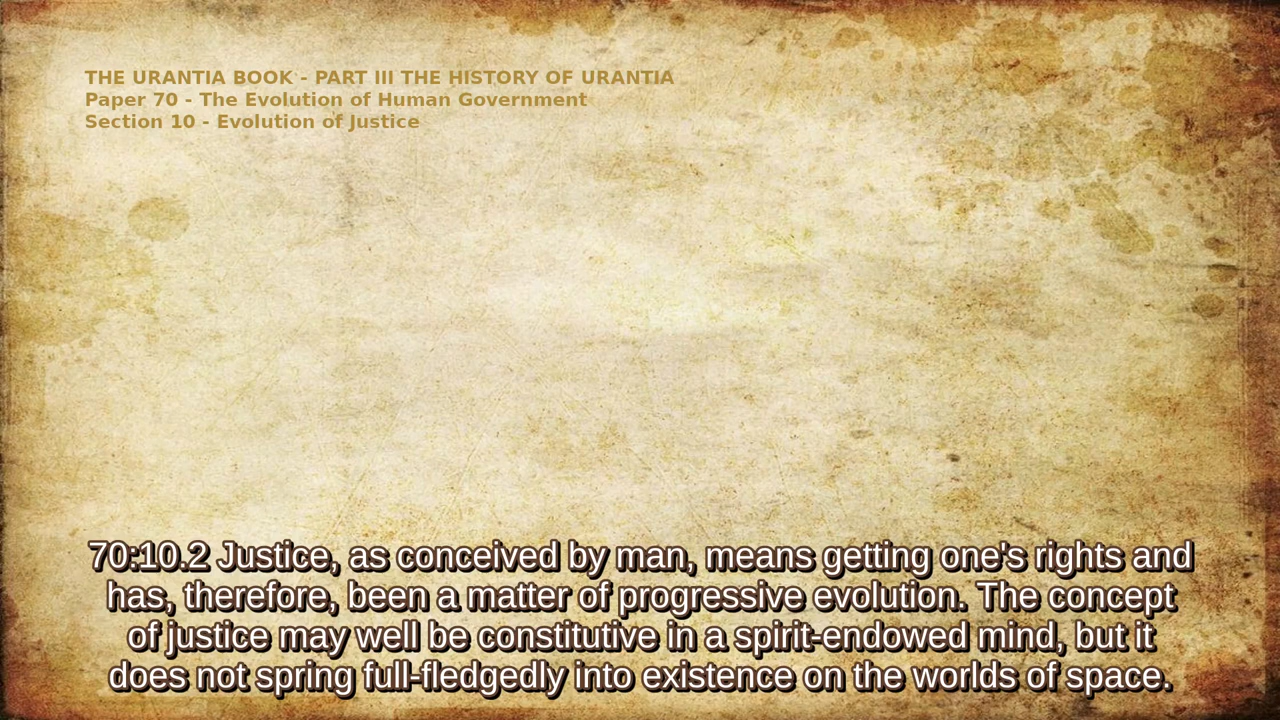 THE URANTIA BOOK - PART III THE HISTORY OF URANTIA
Paper 70 - The Evolution of Human Government
Section 10 - Evolution of Justice
70:10.2 Justice, as conceived by man, means getting one's rights and
has, therefore, been a matter of progressive evolution. The concept
of justice may well be constitutive in a spirit-endowed mind, but it
does not spring full-fledgedly into existence on the worlds of space.